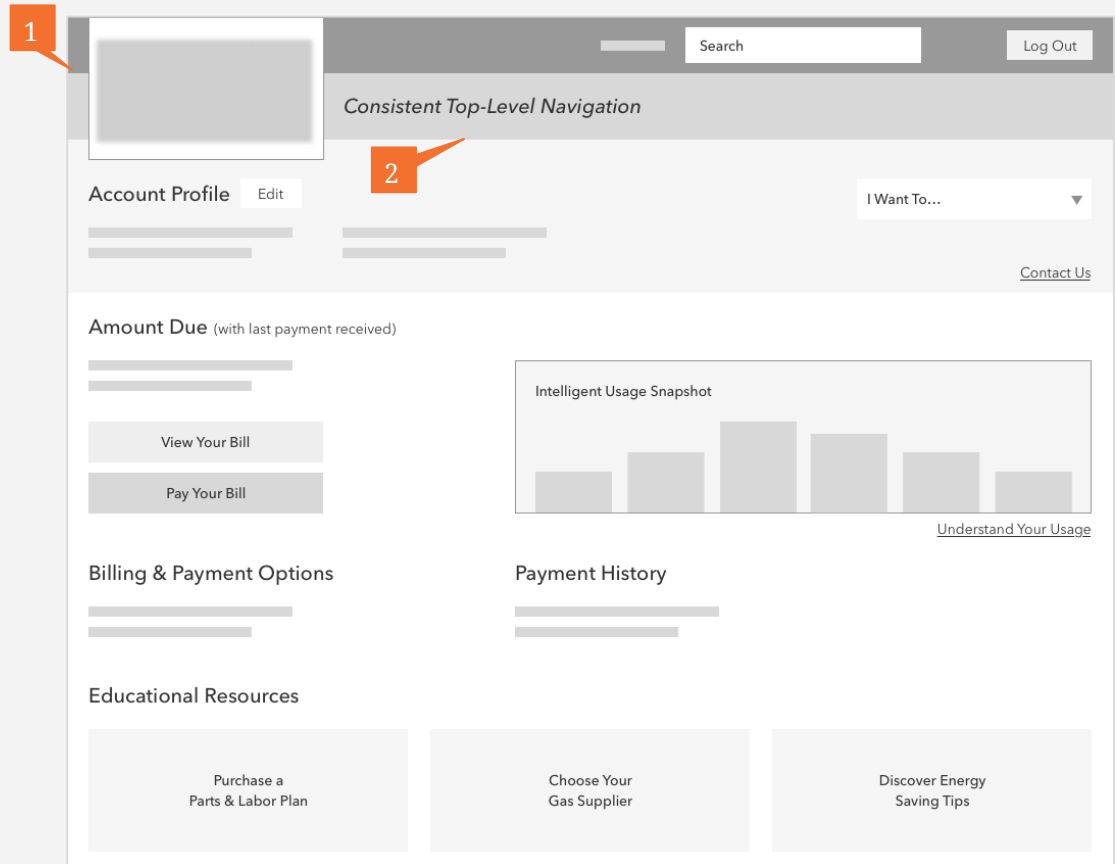 1
Search
Log Out
Consistent Top-Level Navigation
2
Account Profile
Edit
I Want To...
Contact Us
Amount Due (with last payment received)
Intelligent Usage Snapshot
View Your Bill
Pay Your Bill
Understand Your Usage
Billing & Payment Options
Payment History
Educational Resources
Purchase a
Parts & Labor Plan
Choose Your
Gas Supplier
Discover Energy
Saving Tips